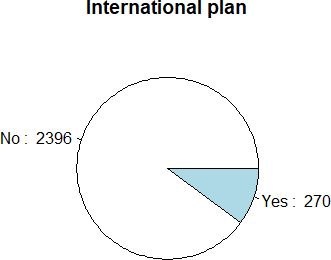 International plan
No : 2396
Yes : 270